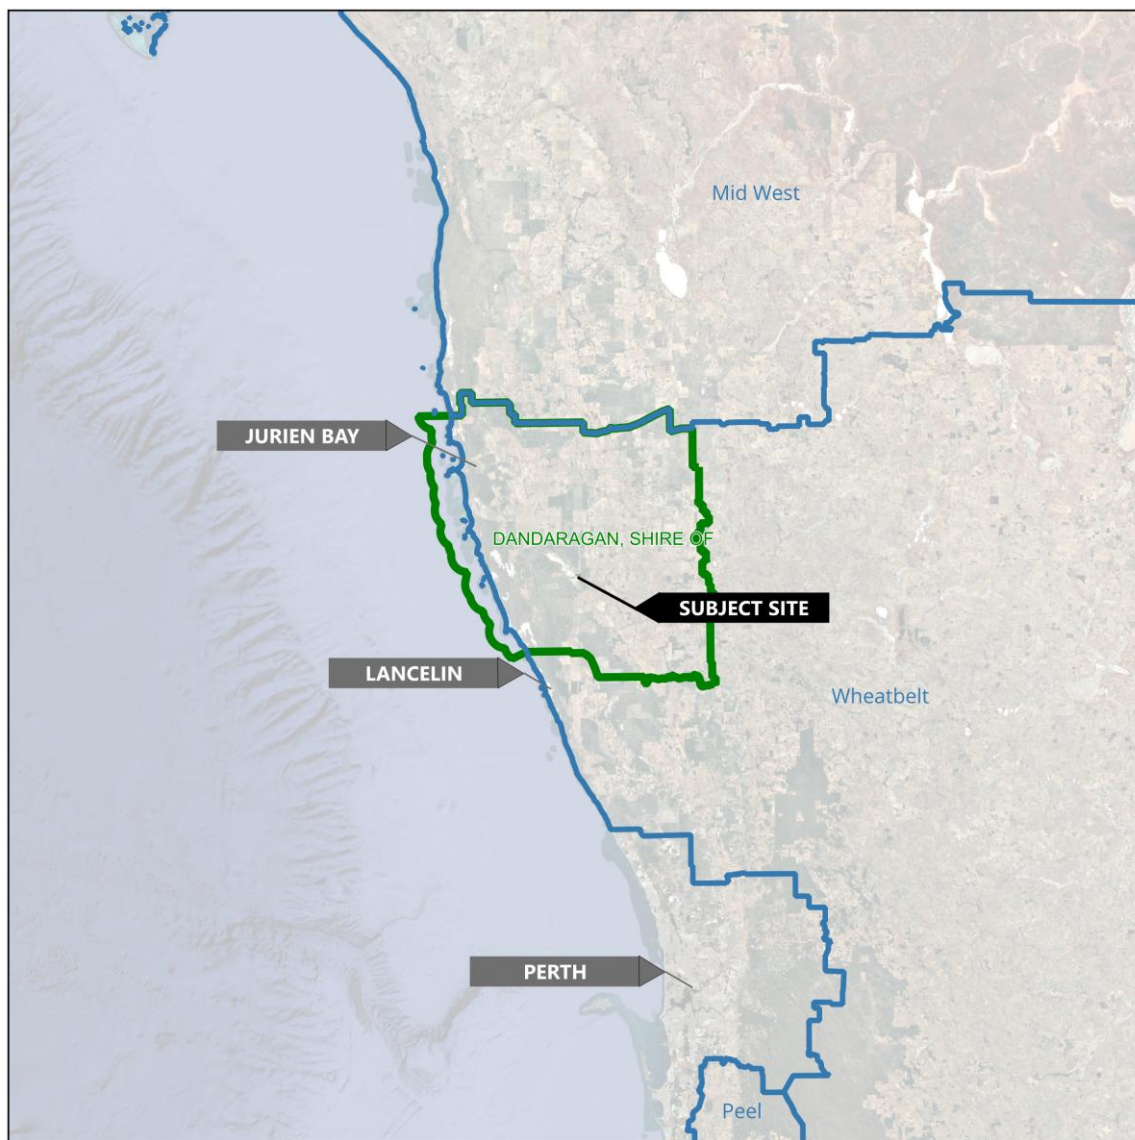 Mid West
JURIEN BAY
DANDARAGAN, SHIRE OF
SUBJECT SITE
LANCELIN
Wheatbelt
PERTH
Peel